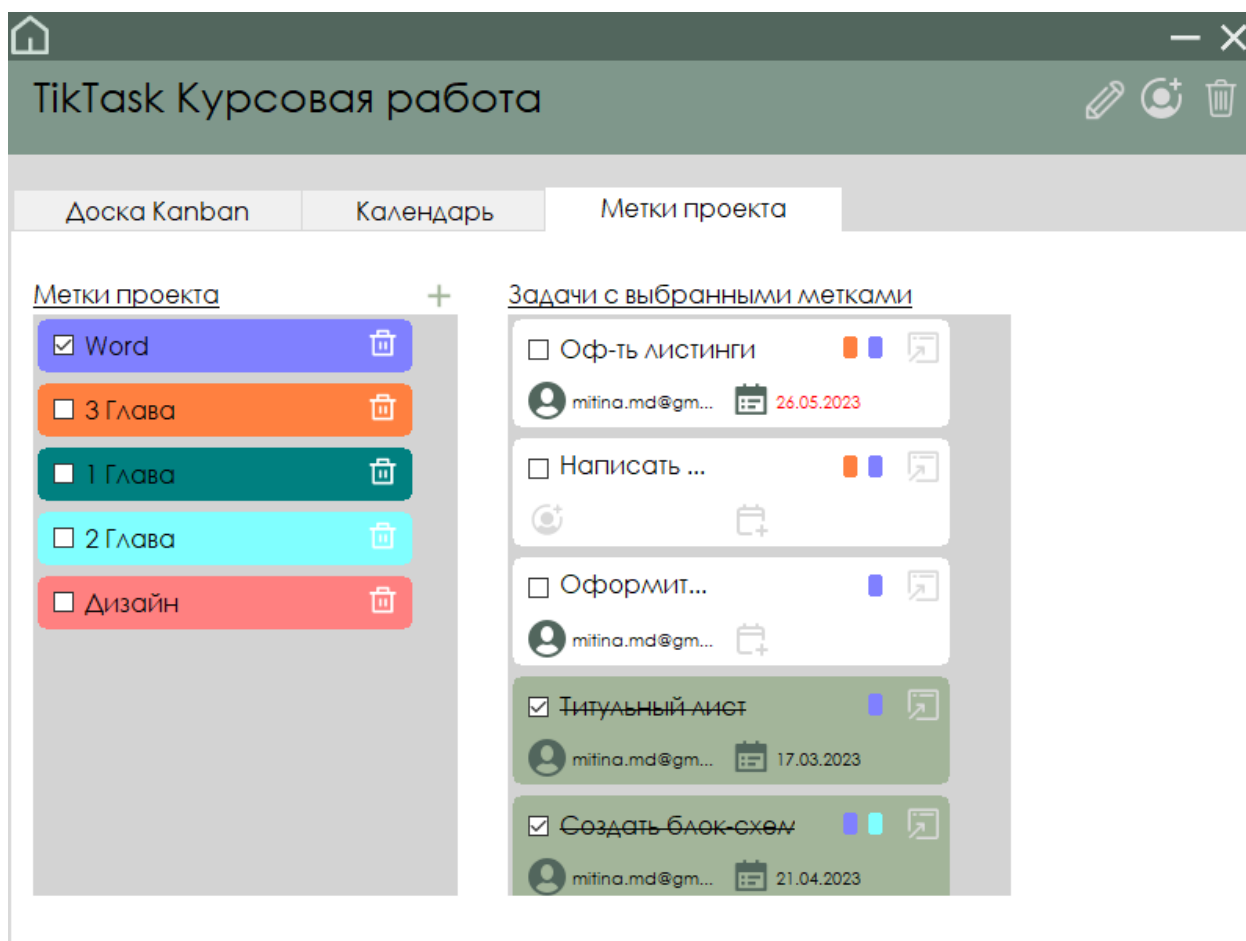 TikTask Курсовая работа
Доска Kanban Календарь Метки проекта
Метки проекта
Word
3 Глава
1 Глава
2 Глава
Дизайн
Задачи с выбранными метками
Оф-ть листинги
mitina.md@gm... 26.05.2023
Написать ...
Оформит...
mitina.md@gm...
Титульный лист
mitina.md@gm... 17.03.2023
Создать блок-схем
mitina.md@gm... 21.04.2023